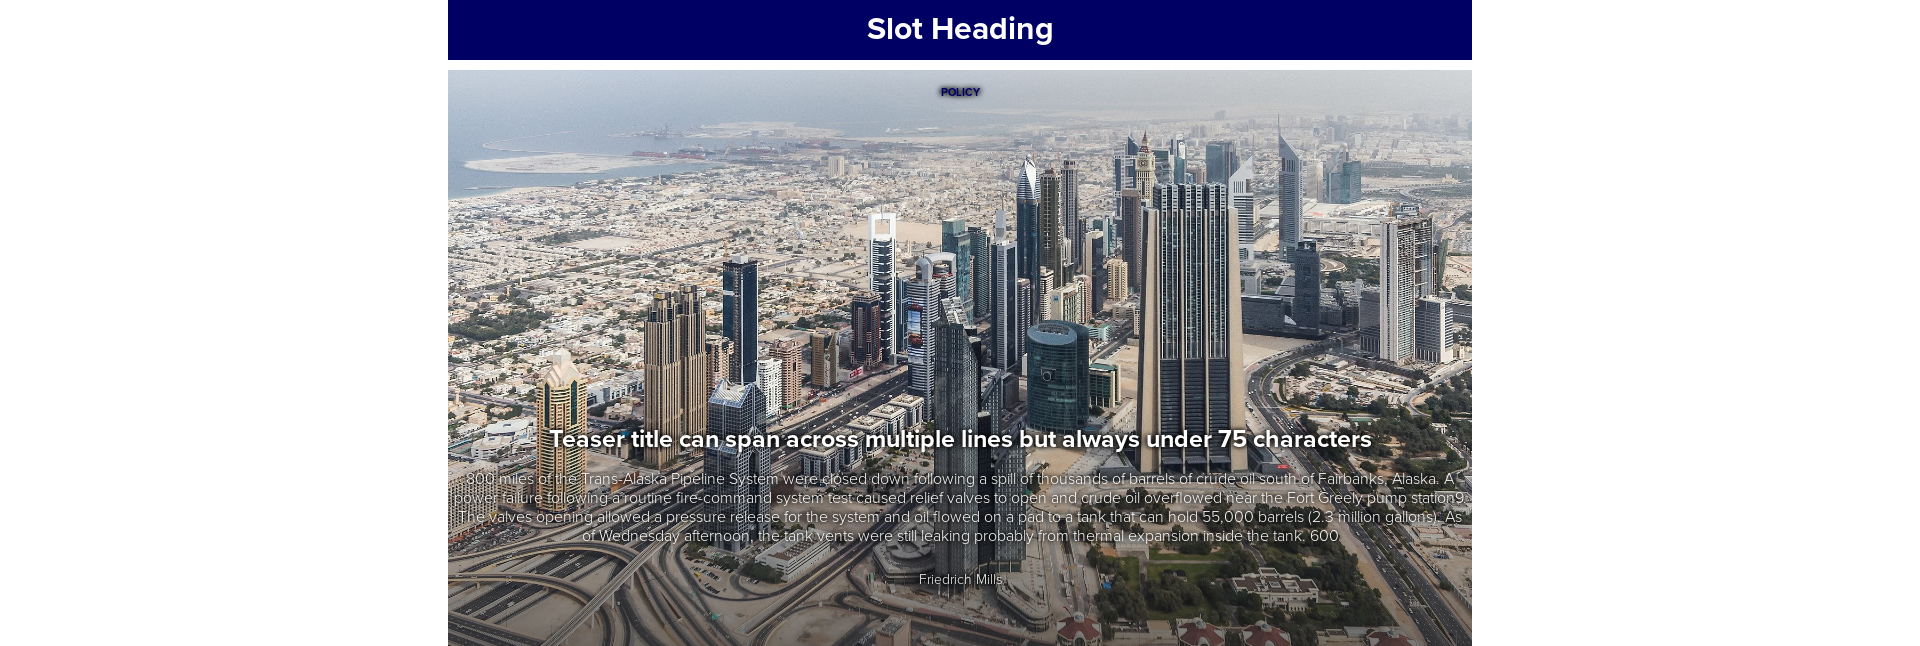 Slot Heading
POLICY
Teaser title can span across multiple lines but always under 75 characters
800 miles of the Trans-Alaska Pipeline System were closed down following a spill of thousands of barrels of crude oil south of Fairbanks, Alaska. A
power failure following a routine fire-command system test caused relief valves to open and crude oil overflowed near the Fort Greely pump station9.
The valves opening allowed a pressure release for the system and oil flowed on a pad to a tank that can hold 55,000 barrels (2.3 million gallons). As
of Wednesday afternoon, the tank vents were still leaking probably from thermal expansion inside the tank. 600
Friedrich Mills